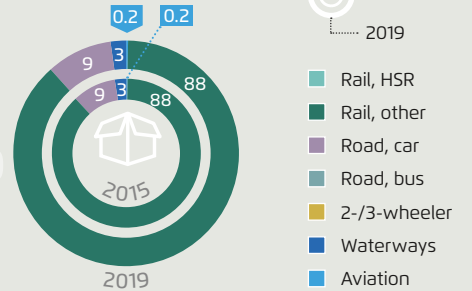 0.2 0.2
9 3 88
9 3 88
2015
2019
2019
Rail, HSR
Rail, other
Road, car
Road, bus
2-/3-wheeler
Waterways
Aviation